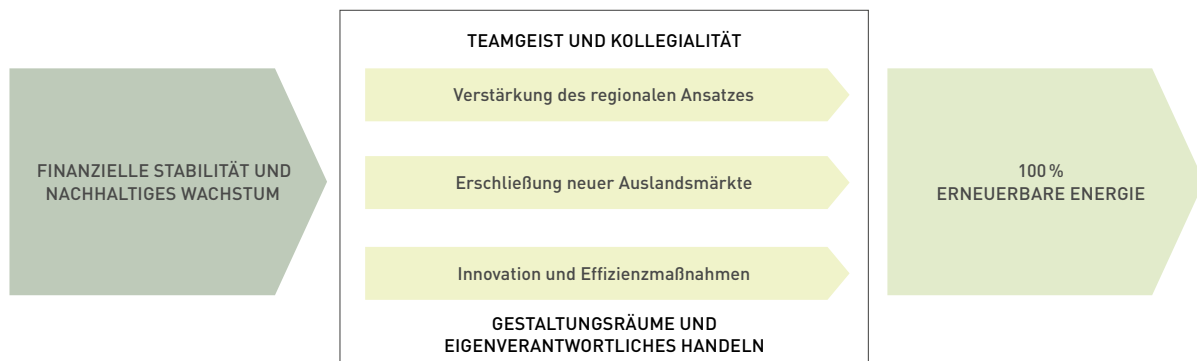 TEAMGEIST UND KOLLEGIALITÄT
Verstärkung des regionalen Ansatzes
FINANZIELLE STABILITÄT UND
NACHHALTIGES WACHSTUM
Erschließung neuer Auslandsmärkte
100 %
ERNEUERBARE ENERGIE
Innovation und Effizienzmaßnahmen
GESTALTUNGSRÄUME UND
EIGENVERANTWORTLICHES HANDELN